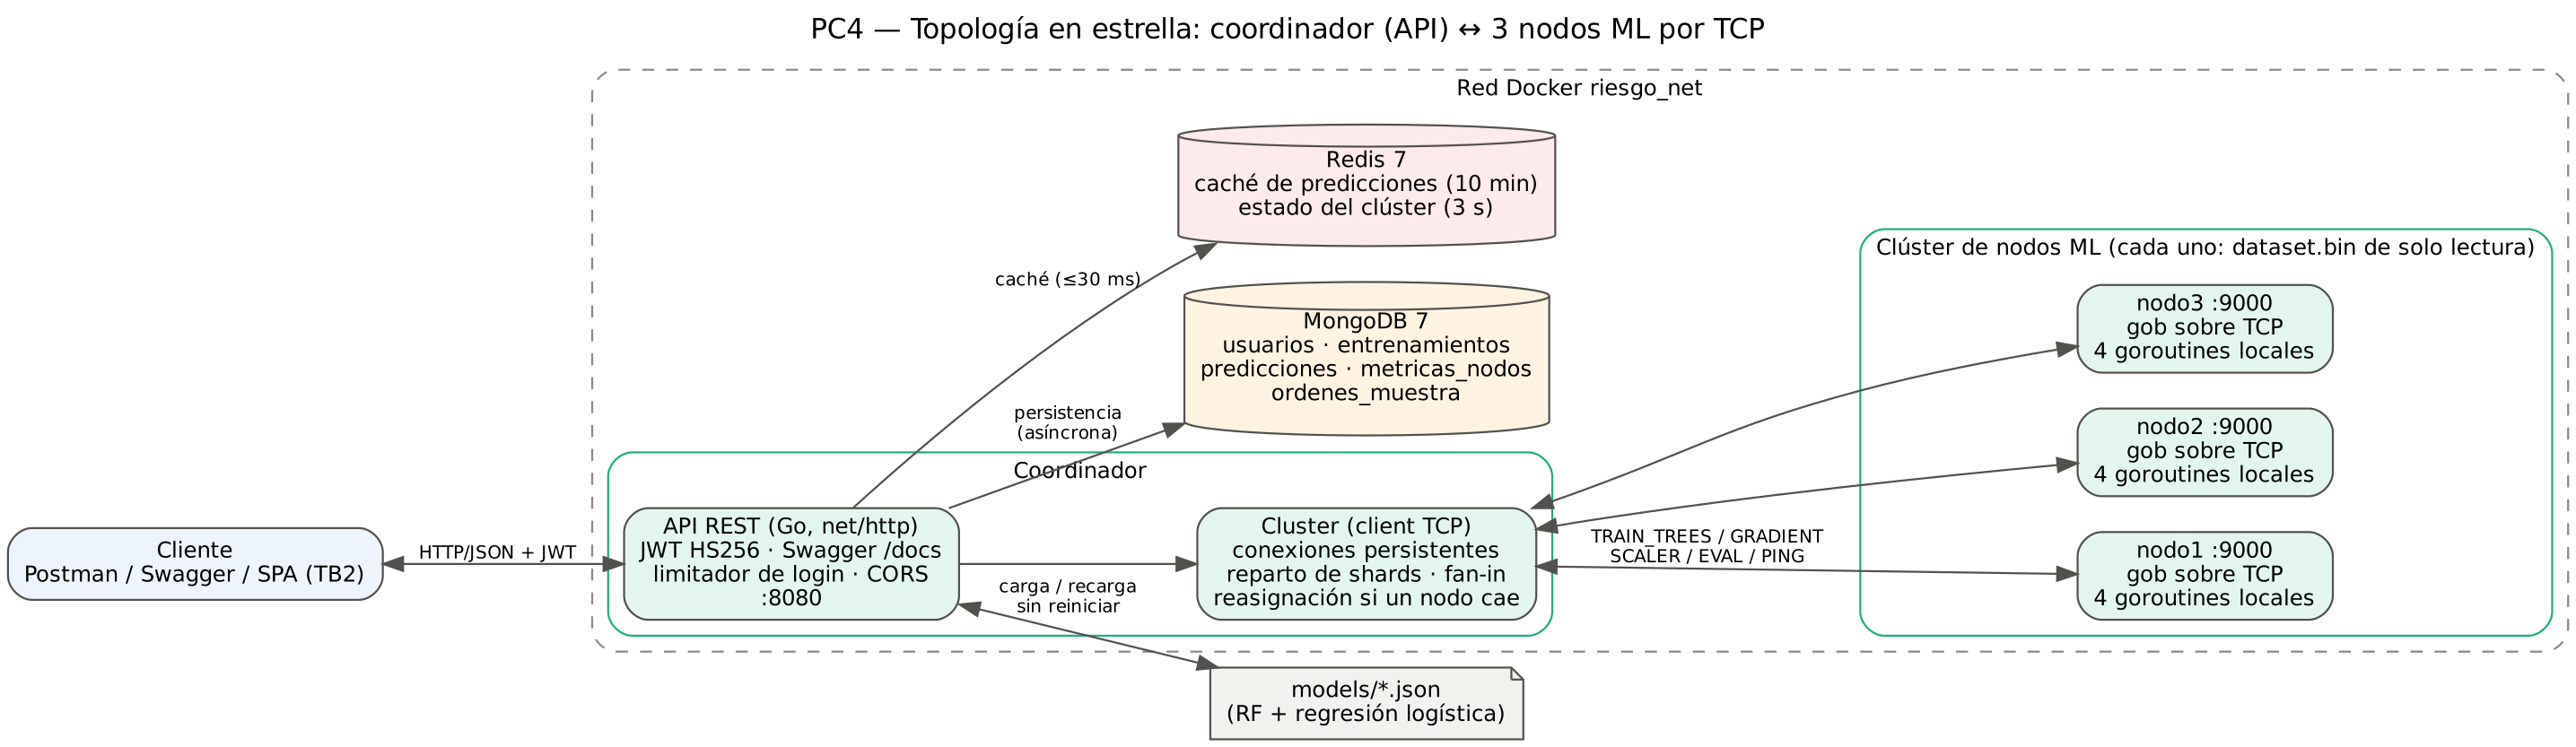 PC4 — Topología en estrella: coordinador (API) ↔ 3 nodos ML por TCP
Red Docker riesgo_net
Redis 7
caché de predicciones (10 min)
estado del clúster (3 s)
caché (≤30 ms)
MongoDB 7
usuarios · entrenamientos
predicciones · metricas_nodos
ordenes_muestra
persistencia
(asíncrona)
Coordinador
Cliente
Postman / Swagger / SPA (TB2)
HTTP/JSON + JWT
API REST (Go, net/http)
JWT HS256 · Swagger /docs
limitador de login · CORS
:8080
carga / recarga
sin reiniciar
Cluster (client TCP)
conexiones persistentes
reparto de shards · fan-in
reasignación si un nodo cae
TRAIN_TREES / GRADIENT
SCALER / EVAL / PING
Clúster de nodos ML (cada uno: dataset.bin de solo lectura)
nodo3 :9000
gob sobre TCP
4 goroutines locales
nodo2 :9000
gob sobre TCP
4 goroutines locales
nodo1 :9000
gob sobre TCP
4 goroutines locales
models/*.json
(RF + regresión logística)